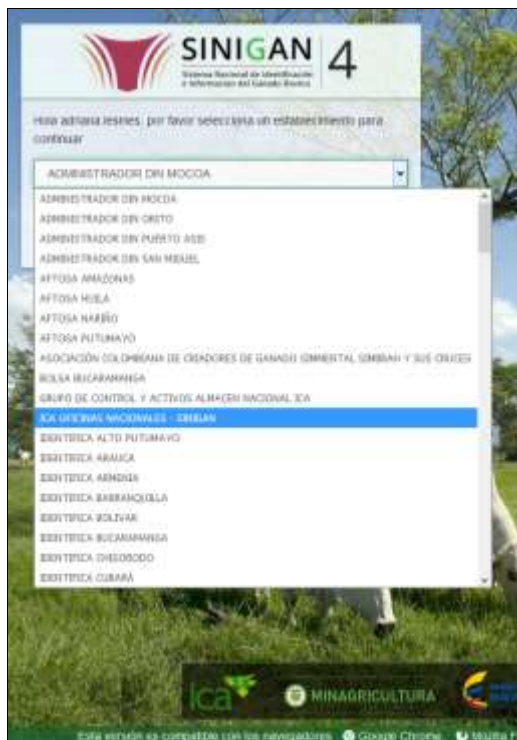 SINIGAN 4
Sistema Nacional de Identificación
e Información del Ganado Bovino
Hola adriana lesmes, por favor selecciona un establecimiento para
continuar
ADMINISTRADOR DIN MOCOA
ADMINISTRADOR DIN MOCOA
ADMINISTRADOR DIN ORITO
ADMINISTRADOR DIN PUERTO ASIS
ADMINISTRADOR DIN SAN MIGUEL
AFTOSA AMAZONAS
AFTOSA HUILA
AFTOSA NARIÑO
AFTOSA PUTUMAYO
ASOCIACIÓN COLOMBIANA DE CRIADORES DE GANADO SIMMENTAL SIMBRAH Y SUS CRUCES
BOLSA BUCARAMANGA
GRUPO DE CONTROL Y ACTIVOS ALMACEN NACIONAL ICA
ICA OFICINAS NACIONALES - SINIGAN
IDENTIFICA ALTO PUTUMAYO
IDENTIFICA ARAUCA
IDENTIFICA ARMENIA
IDENTIFICA BARRANQUILLA
IDENTIFICA BOLIVAR
IDENTIFICA BUCARAMANGA
IDENTIFICA CHIGORODO
IDENTIFICA CUBARÁ
ica MINAGRICULTURA
Esta versión es compatible con los navegadores Google Chrome Mozilla F